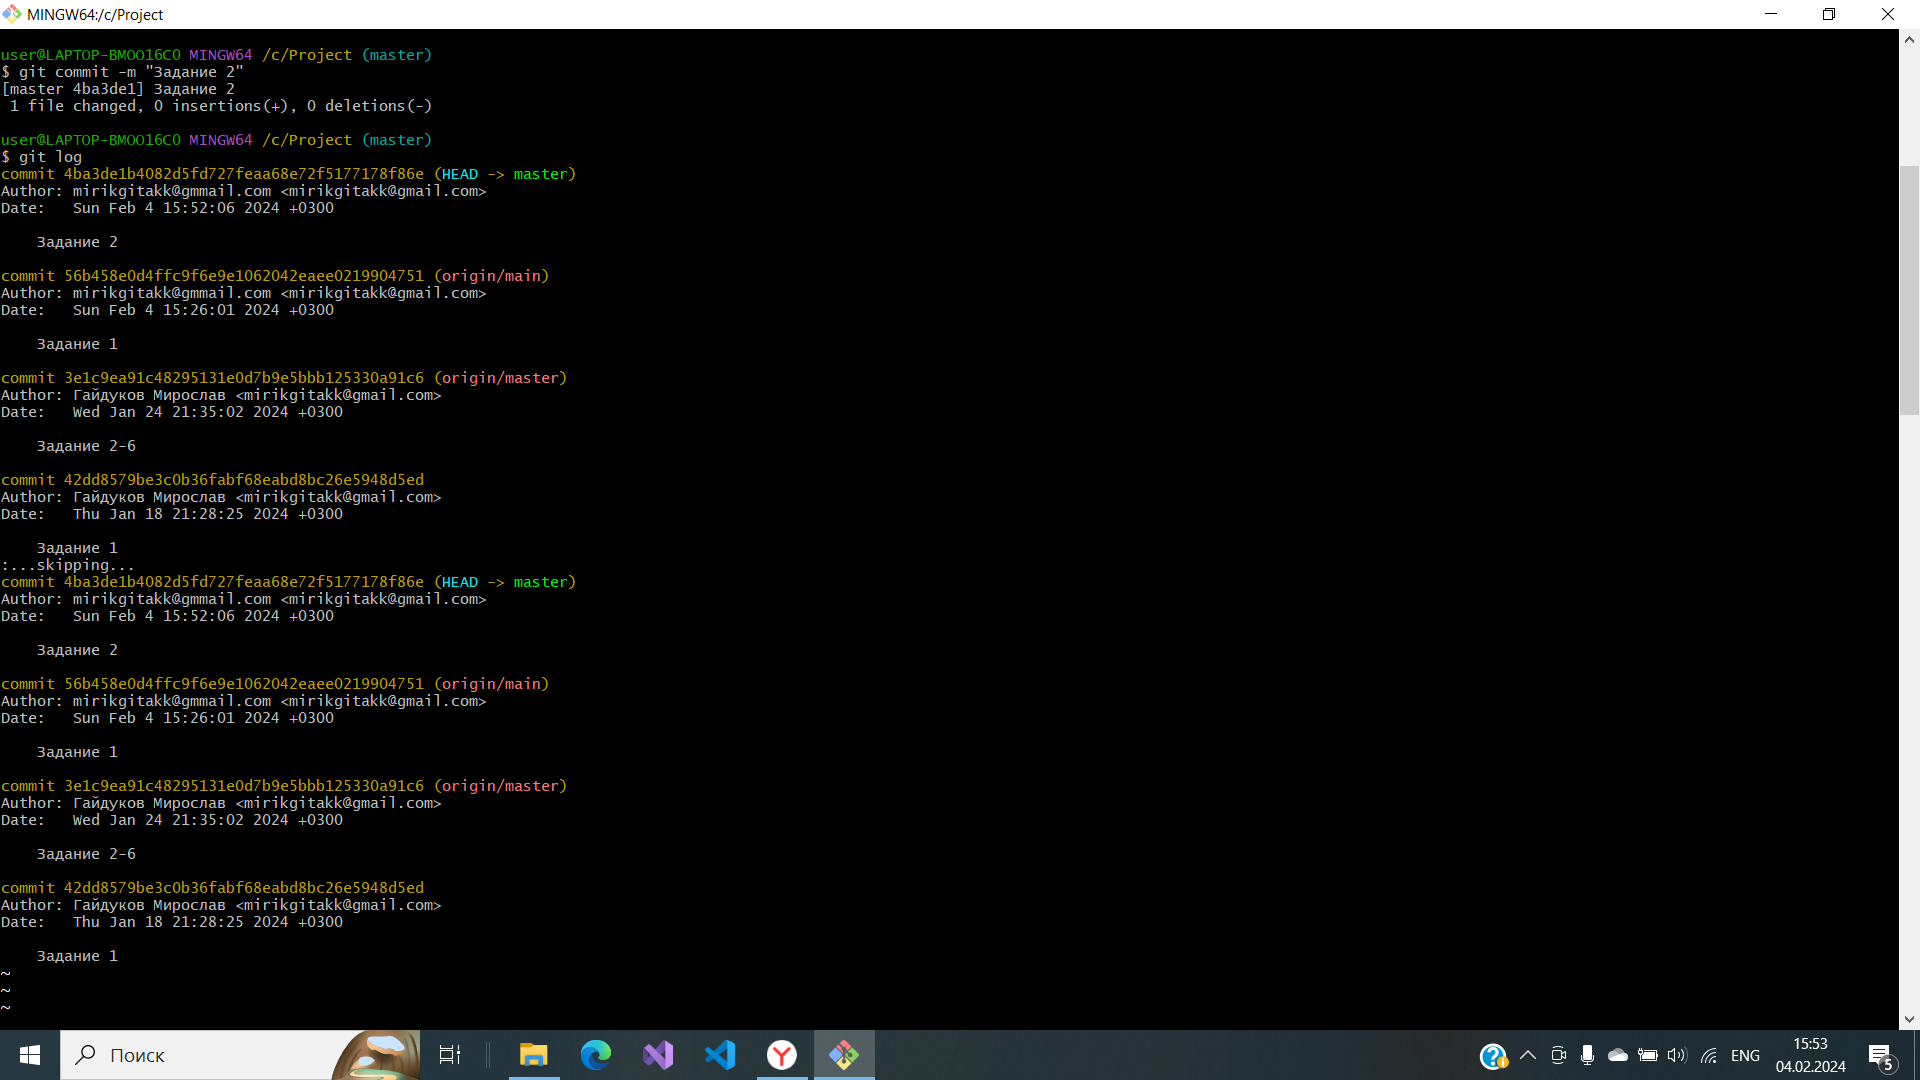 MINGW64:/c/Project
user@LAPTOP-BMOO16CO MINGW64 /c/Project (master)
$ git commit -m "Задание 2"
[master 4ba3de1] Задание 2
 1 file changed, 0 insertions(+), 0 deletions(-)
user@LAPTOP-BMOO16CO MINGW64 /c/Project (master)
$ git log
commit 4ba3de1b4082d5fd727feaa68e72f5177178f86e (HEAD -> master)
Author: mirikgitakk@gmmail.com <mirikgitakk@gmail.com>
Date:   Sun Feb 4 15:52:06 2024 +0300
    Задание 2
commit 56b458e0d4ffc9f6e9e1062042eaee0219904751 (origin/main)
Author: mirikgitakk@gmmail.com <mirikgitakk@gmail.com>
Date:   Sun Feb 4 15:26:01 2024 +0300
    Задание 1
commit 3e1c9ea91c48295131e0d7b9e5bbb125330a91c6 (origin/master)
Author: Гайдуков Мирослав <mirikgitakk@gmail.com>
Date:   Wed Jan 24 21:35:02 2024 +0300
    Задание 2-6
commit 42dd8579be3c0b36fabf68eabd8bc26e5948d5ed
Author: Гайдуков Мирослав <mirikgitakk@gmail.com>
Date:   Thu Jan 18 21:28:25 2024 +0300
    Задание 1
:...skipping...
commit 4ba3de1b4082d5fd727feaa68e72f5177178f86e (HEAD -> master)
Author: mirikgitakk@gmmail.com <mirikgitakk@gmail.com>
Date:   Sun Feb 4 15:52:06 2024 +0300
    Задание 2
commit 56b458e0d4ffc9f6e9e1062042eaee0219904751 (origin/main)
Author: mirikgitakk@gmmail.com <mirikgitakk@gmail.com>
Date:   Sun Feb 4 15:26:01 2024 +0300
    Задание 1
commit 3e1c9ea91c48295131e0d7b9e5bbb125330a91c6 (origin/master)
Author: Гайдуков Мирослав <mirikgitakk@gmail.com>
Date:   Wed Jan 24 21:35:02 2024 +0300
    Задание 2-6
commit 42dd8579be3c0b36fabf68eabd8bc26e5948d5ed
Author: Гайдуков Мирослав <mirikgitakk@gmail.com>
Date:   Thu Jan 18 21:28:25 2024 +0300
    Задание 1
~
~
~
Поиск
ENG
15:53
04.02.2024
5